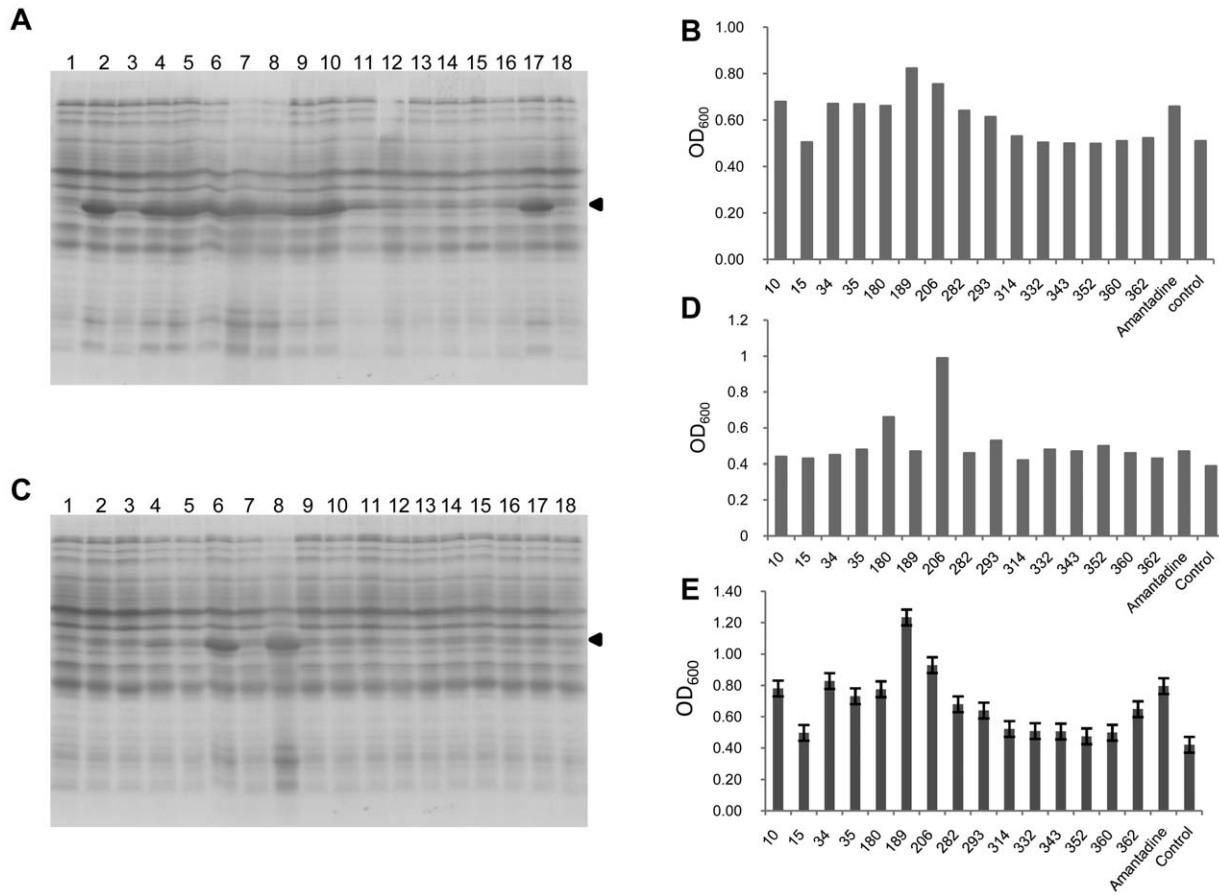 A
1 2 3 4 5 6 7 8 9 10 11 12 13 14 15 16 17 18
B
OD600
0.80
0.60
0.40
0.20
0.00
1.00
10 15 34 35 180 189 206 282 293 314 332 343 352 360 362 Amantadine control
C
1 2 3 4 5 6 7 8 9 10 11 12 13 14 15 16 17 18
D
OD600
1.2
1
0.8
0.6
0.4
0.2
0
10 15 34 35 180 189 206 282 293 314 332 343 352 360 362 Amantadine Control
E
OD600
1.40
1.20
1.00
0.80
0.60
0.40
0.20
0.00
10 15 34 35 180 189 206 282 293 314 332 343 352 360 362 Amantadine Control